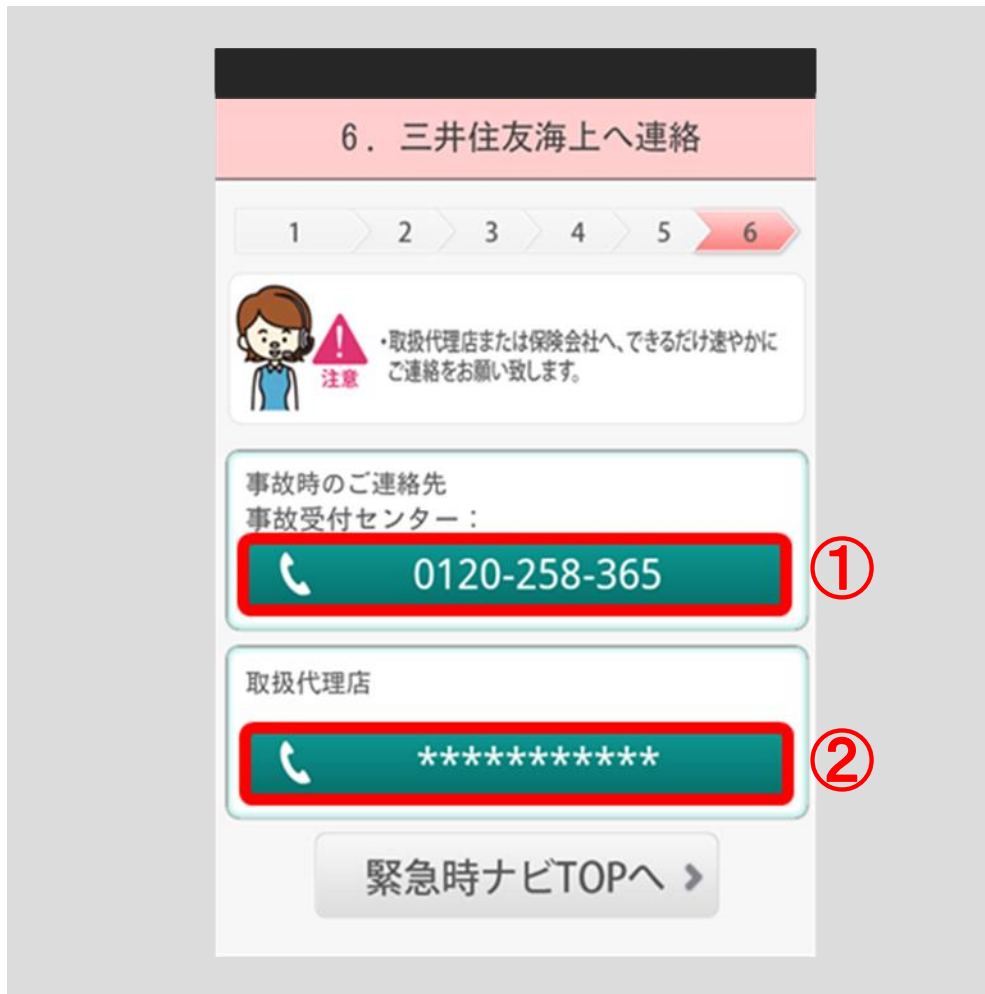 6．三井住友海上へ連絡
1 2 3 4 5 6
・取扱代理店または保険会社へ、できるだけ速やかに
ご連絡をお願い致します。
注意
事故時のご連絡先
事故受付センター：
0120-258-365
①
取扱代理店
***********
②
緊急時ナビTOPへ